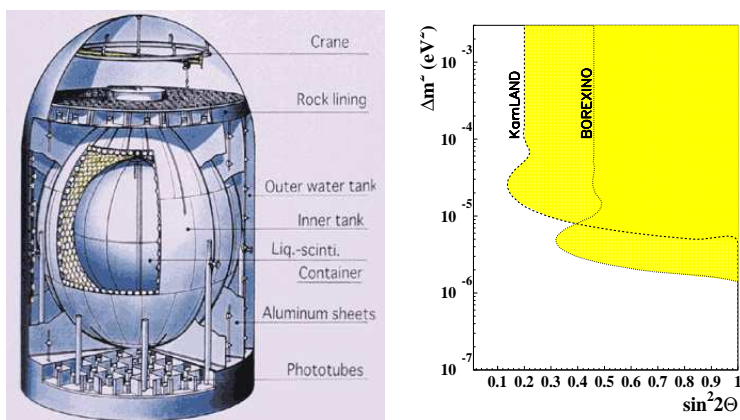 Crane
Rock lining
Outer water tank
Inner tank
Liq.-scinti.
Container
Aluminum sheets
Phototubes
Δm² (eV²)
10⁻³
10⁻⁴
10⁻⁵
10⁻⁶
10⁻⁷
KamLAND
BOREXINO
0.1 0.2 0.3 0.4 0.5 0.6 0.7 0.8 0.9 1
sin²2Θ